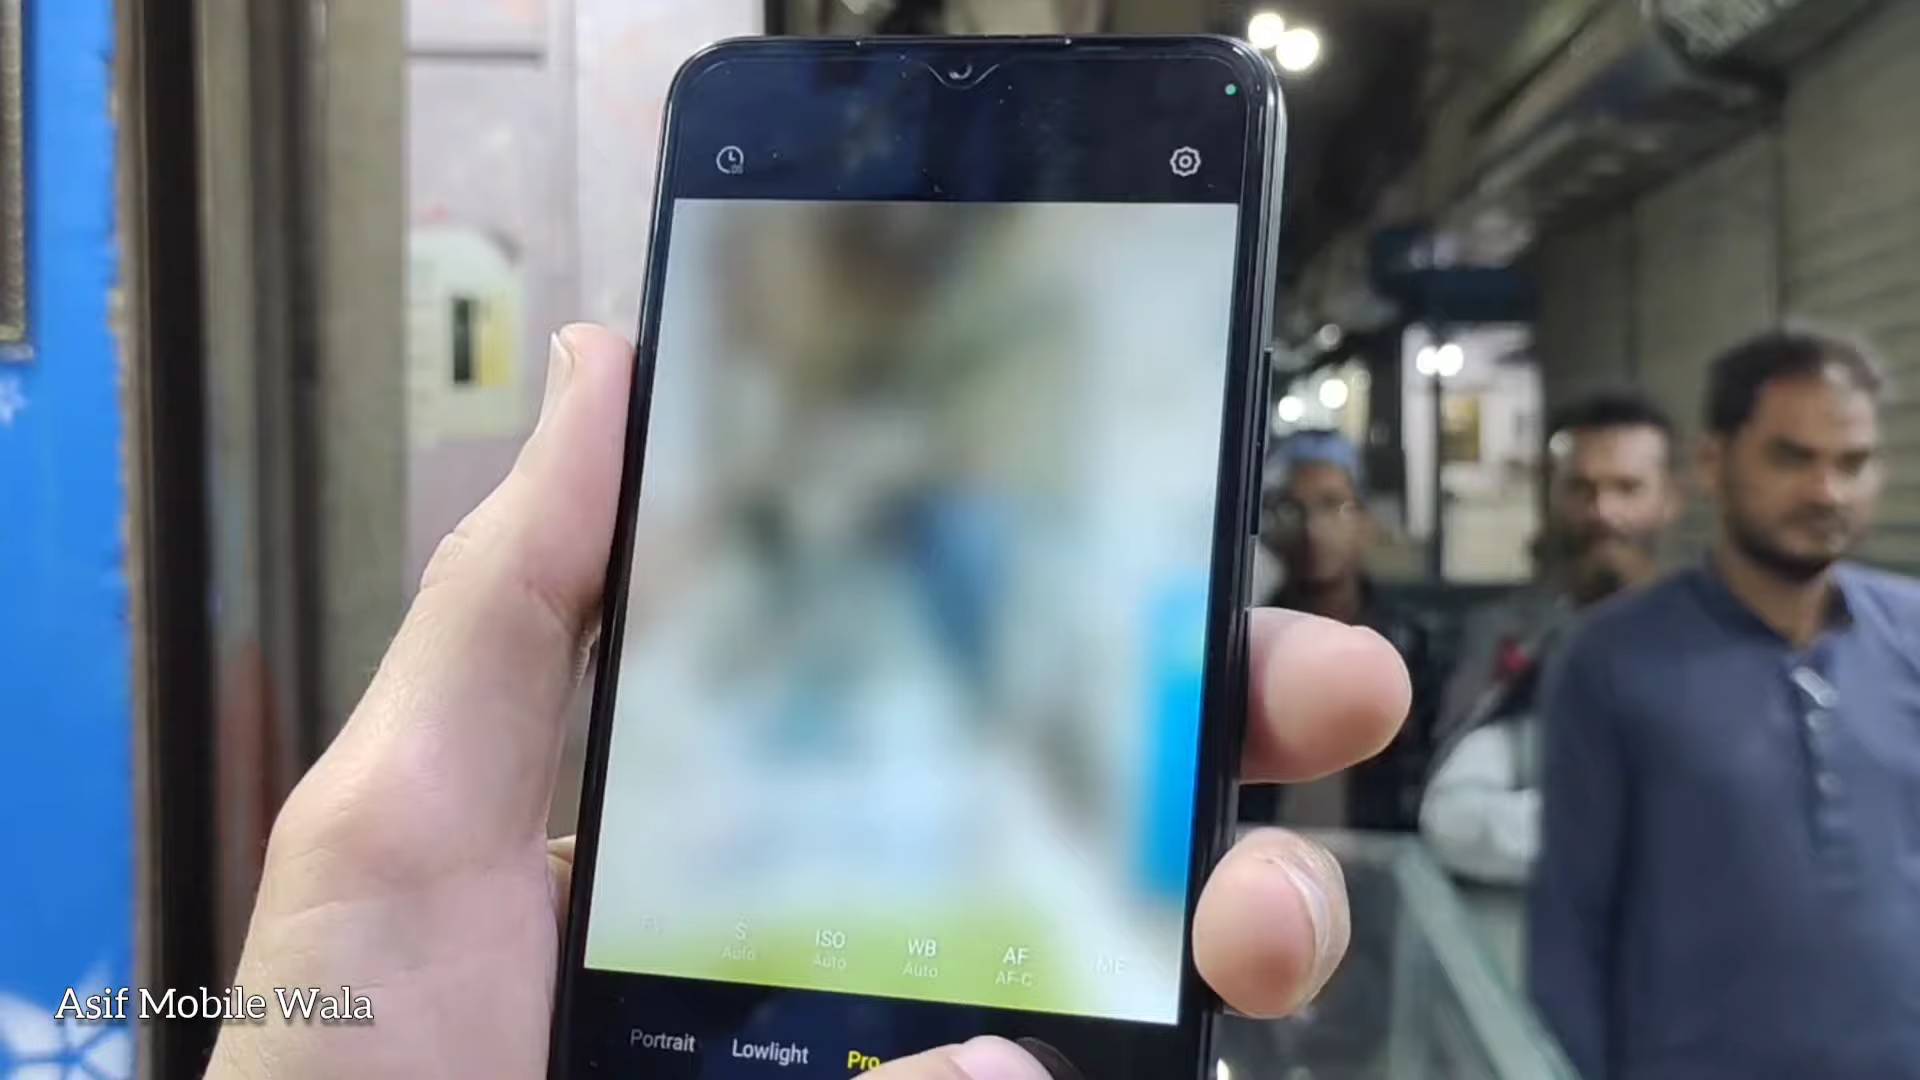 S
Auto
ISO
Auto
WB
Auto
AF
AF-C
Portrait
Lowlight
Pro
Asif Mobile Wala